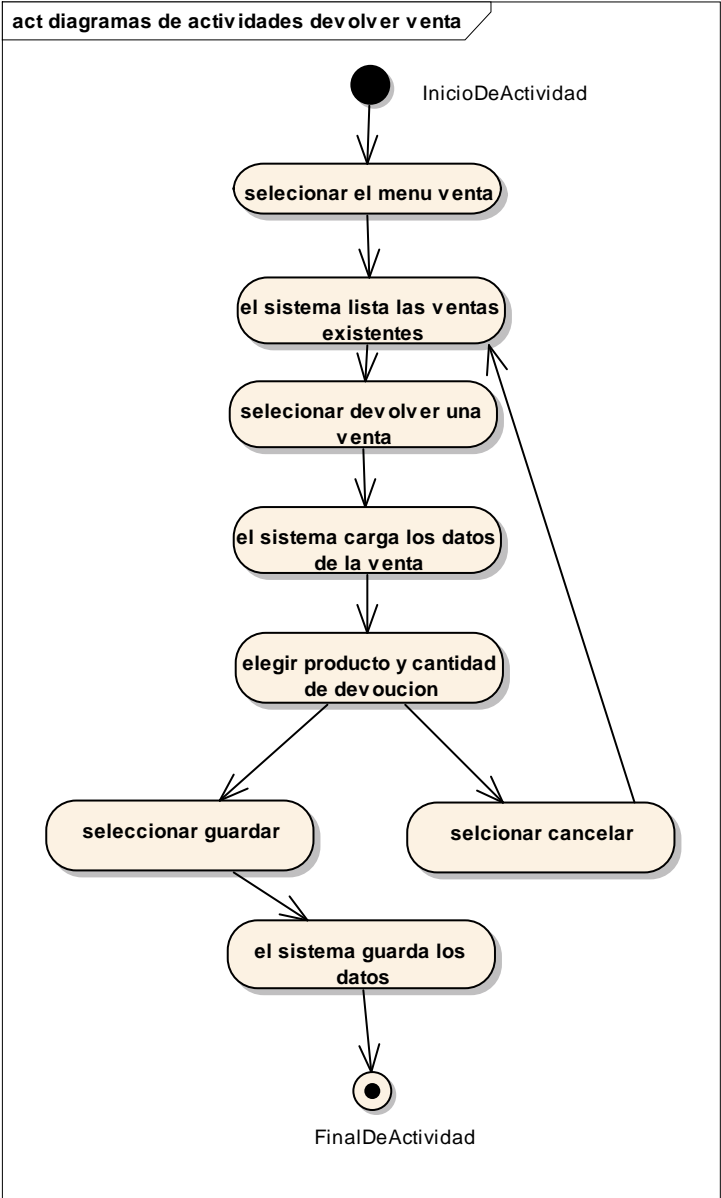 act diagramas de actividades devolver venta
InicioDeActividad
selecionar el menu venta
el sistema lista las ventas
existentes
selecionar devolver una
venta
el sistema carga los datos
de la venta
elegir producto y cantidad
de devoucion
seleccionar guardar
selcionar cancelar
el sistema guarda los
datos
FinalDeActividad